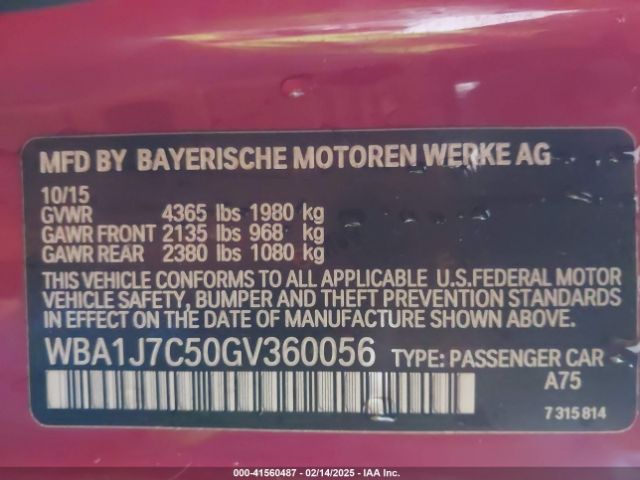 MFD BY BAYERISCHE MOTOREN WERKE AG
10/15
GVWR 4365 lbs 1980 kg
GAWR FRONT 2135 lbs 968 kg
GAWR REAR 2380 lbs 1080 kg
THIS VEHICLE CONFORMS TO ALL APPLICABLE U.S.FEDERAL MOTOR
VEHICLE SAFETY, BUMPER AND THEFT PREVENTION STANDARDS
IN EFFECT ON THE DATE OF MANUFACTURE SHOWN ABOVE.
WBA1J7C50GV360056 TYPE: PASSENGER CAR
A75
7 315 814
000-41560487 - 02/14/2025 - IAAI Corp.